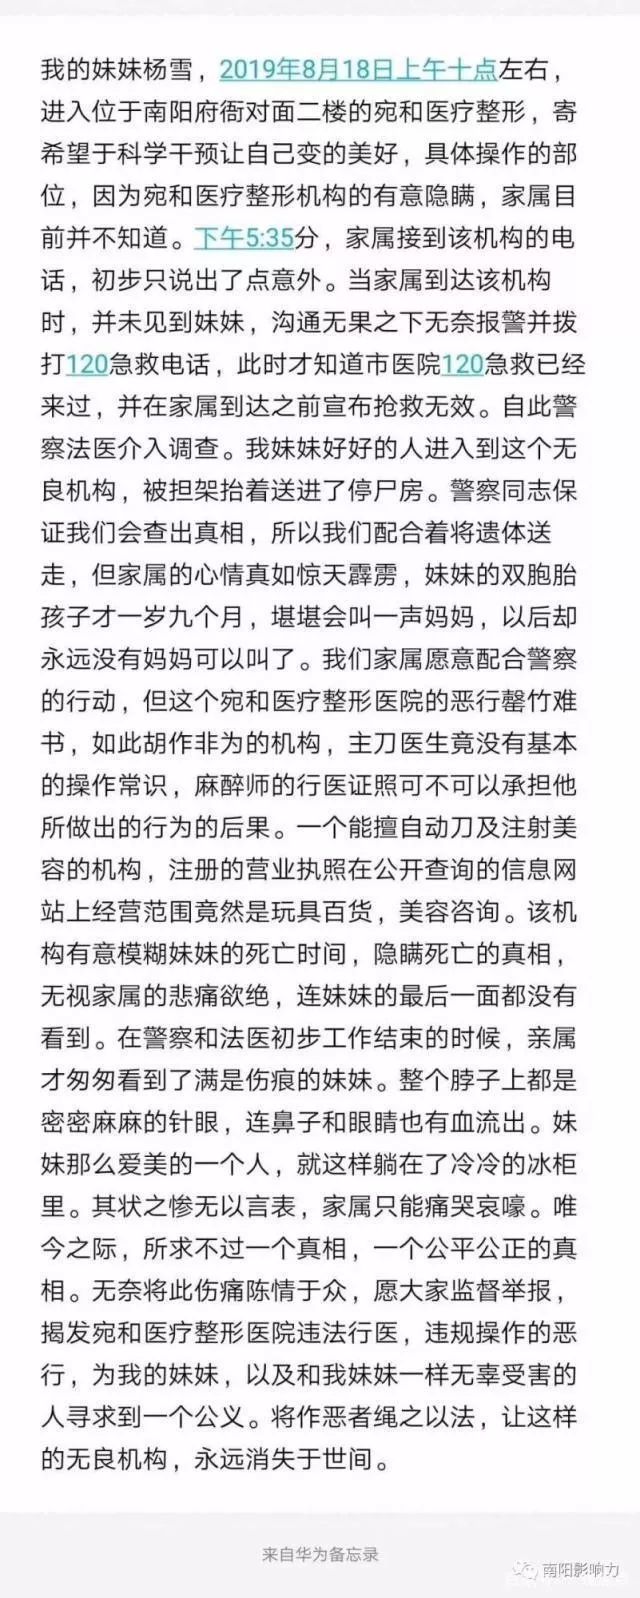 我的妹妹杨雪，2019年8月18日上午十点左右，
进入位于南阳府衙对面二楼的宛和医疗整形，寄
希望于科学干预让自己变的美好，具体操作的部
位，因为宛和医疗整形机构的有意隐瞒，家属目
前并不知道。下午5:35分，家属接到该机构的电
话，初步只说出了点意外。当家属到达该机构
时，并未见到妹妹，沟通无果之下无奈报警并拨
打120急救电话，此时才知道市医院120急救已经
来过，并在家属到达之前宣布抢救无效。自此警
察法医介入调查。我妹妹好好的人进入到这个无
良机构，被担架抬着送进了停尸房。警察同志保
证我们会查出真相，所以我们配合着将遗体送
走，但家属的心情真如惊天霹雳，妹妹的双胞胎
孩子才一岁九个月，堪堪会叫一声妈妈，以后却
永远没有妈妈可以叫了。我们家属愿意配合警察
的行动，但这个宛和医疗整形医院的恶行罄竹难
书，如此胡作非为的机构，主刀医生竟没有基本
的操作常识，麻醉师的行医证照可不可以承担他
所做出的行为的后果。一个能擅自动刀及注射美
容的机构，注册的营业执照在公开查询的信息网
站上经营范围竟然是玩具百货，美容咨询。该机
构有意模糊妹妹的死亡时间，隐瞒死亡的真相，
无视家属的悲痛欲绝，连妹妹的最后一面都没有
看到。在警察和法医初步工作结束的时候，亲属
才匆匆看到了满是伤痕的妹妹。整个脖子上都是
密密麻麻的针眼，连鼻子和眼睛也有血流出。妹
妹那么爱美的一个人，就这样躺在了冷冷的冰柜
里。其状之惨无以言表，家属只能痛哭哀嚎。唯
今之际，所求不过一个真相，一个公平公正的真
相。无奈将此伤痛陈情于众，愿大家监督举报，
揭发宛和医疗整形医院违法行医，违规操作的恶
行，为我的妹妹，以及和我妹妹一样无辜受害的
人寻求到一个公义。将作恶者绳之以法，让这样
的无良机构，永远消失于世间。
来自华为备忘录
南阳影响力